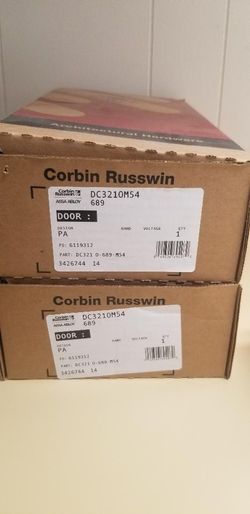 Architectural Hardware
Corbin Russwin
Corbin Russwin
ASSA ABLOY
DC3210M54
689
DOOR :
DESIGN HAND VOLTAGE QTY
PA 1
PO: 6119312
PART: DC321 0-689-M54
3426744 14
Corbin Russwin
Corbin Russwin
ASSA ABLOY
DC3210M54
689
DOOR :
DESIGN HAND VOLTAGE QTY
PA 1
PO: 6119312
PART: DC321 0-689-M54
3426744 14